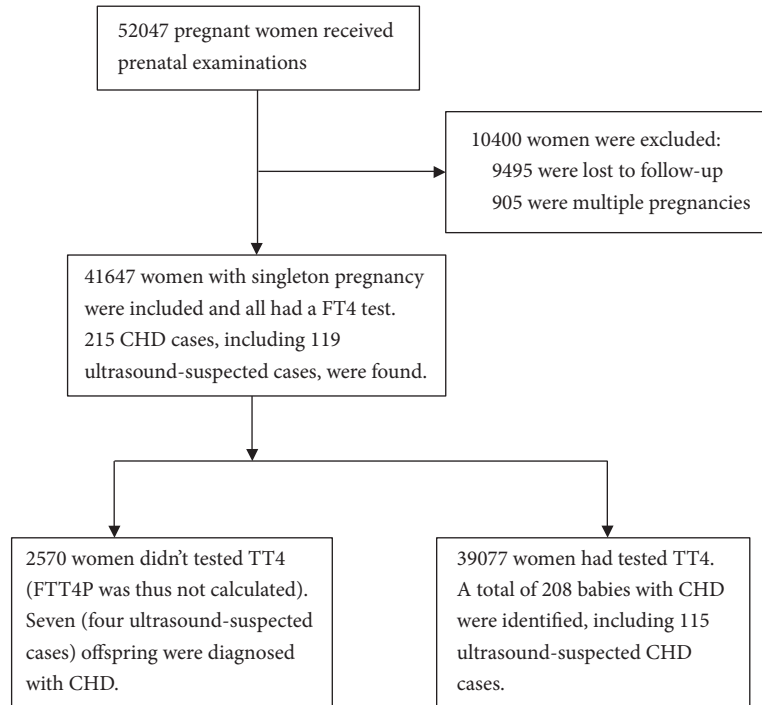 52047 pregnant women received
prenatal examinations
10400 women were excluded:
9495 were lost to follow-up
905 were multiple pregnancies
41647 women with singleton pregnancy
were included and all had a FT4 test.
215 CHD cases, including 119
ultrasound-suspected cases, were found.
2570 women didn't tested TT4
(FTT4P was thus not calculated).
Seven (four ultrasound-suspected
cases) offspring were diagnosed
with CHD.
39077 women had tested TT4.
A total of 208 babies with CHD
were identified, including 115
ultrasound-suspected CHD
cases.